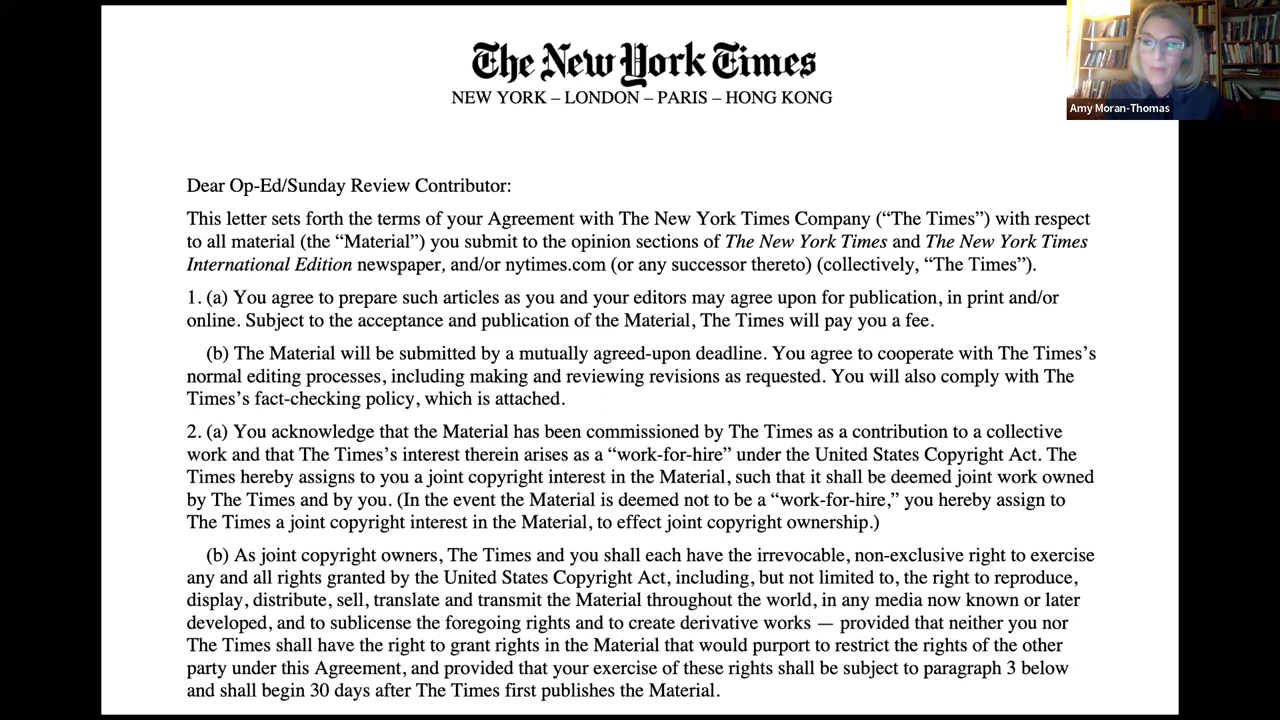 The New York Times
NEW YORK – LONDON – PARIS – HONG KONG
Amy Moran-Thomas
Dear Op-Ed/Sunday Review Contributor:
This letter sets forth the terms of your Agreement with The New York Times Company (“The Times”) with respect
to all material (the “Material”) you submit to the opinion sections of The New York Times and The New York Times
International Edition newspaper, and/or nytimes.com (or any successor thereto) (collectively, “The Times”).
1. (a) You agree to prepare such articles as you and your editors may agree upon for publication, in print and/or
online. Subject to the acceptance and publication of the Material, The Times will pay you a fee.
(b) The Material will be submitted by a mutually agreed-upon deadline. You agree to cooperate with The Times’s
normal editing processes, including making and reviewing revisions as requested. You will also comply with The
Times’s fact-checking policy, which is attached.
2. (a) You acknowledge that the Material has been commissioned by The Times as a contribution to a collective
work and that The Times’s interest therein arises as a “work-for-hire” under the United States Copyright Act. The
Times hereby assigns to you a joint copyright interest in the Material, such that it shall be deemed joint work owned
by The Times and by you. (In the event the Material is deemed not to be a “work-for-hire,” you hereby assign to
The Times a joint copyright interest in the Material, to effect joint copyright ownership.)
(b) As joint copyright owners, The Times and you shall each have the irrevocable, non-exclusive right to exercise
any and all rights granted by the United States Copyright Act, including, but not limited to, the right to reproduce,
display, distribute, sell, translate and transmit the Material throughout the world, in any media now known or later
developed, and to sublicense the foregoing rights and to create derivative works — provided that neither you nor
The Times shall have the right to grant rights in the Material that would purport to restrict the rights of the other
party under this Agreement, and provided that your exercise of these rights shall be subject to paragraph 3 below
and shall begin 30 days after The Times first publishes the Material.